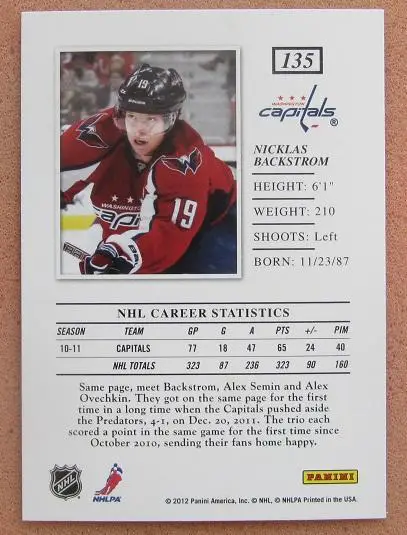 135
19
WASHINGTON
capitals®
NICKLAS
BACKSTROM
HEIGHT: 6'1"
WEIGHT: 210
SHOOTS: Left
BORN: 11/23/87
WASHINGTON
19
NHL CAREER STATISTICS
SEASON TEAM GP G A PTS +/- PIM
10-11 CAPITALS 77 18 47 65 24 40
NHL TOTALS 323 87 236 323 90 160
Same page, meet Backstrom, Alex Semin and Alex
Ovechkin. They got on the same page for the first
time in a long time when the Capitals pushed aside
the Predators, 4-1, on Dec. 20, 2011. The trio each
scored a point in the same game for the first time since
October 2010, sending their fans home happy.
NHL
NHLPA
PANINI
© 2012 Panini America, Inc. © NHL, © NHLPA Printed in the USA.